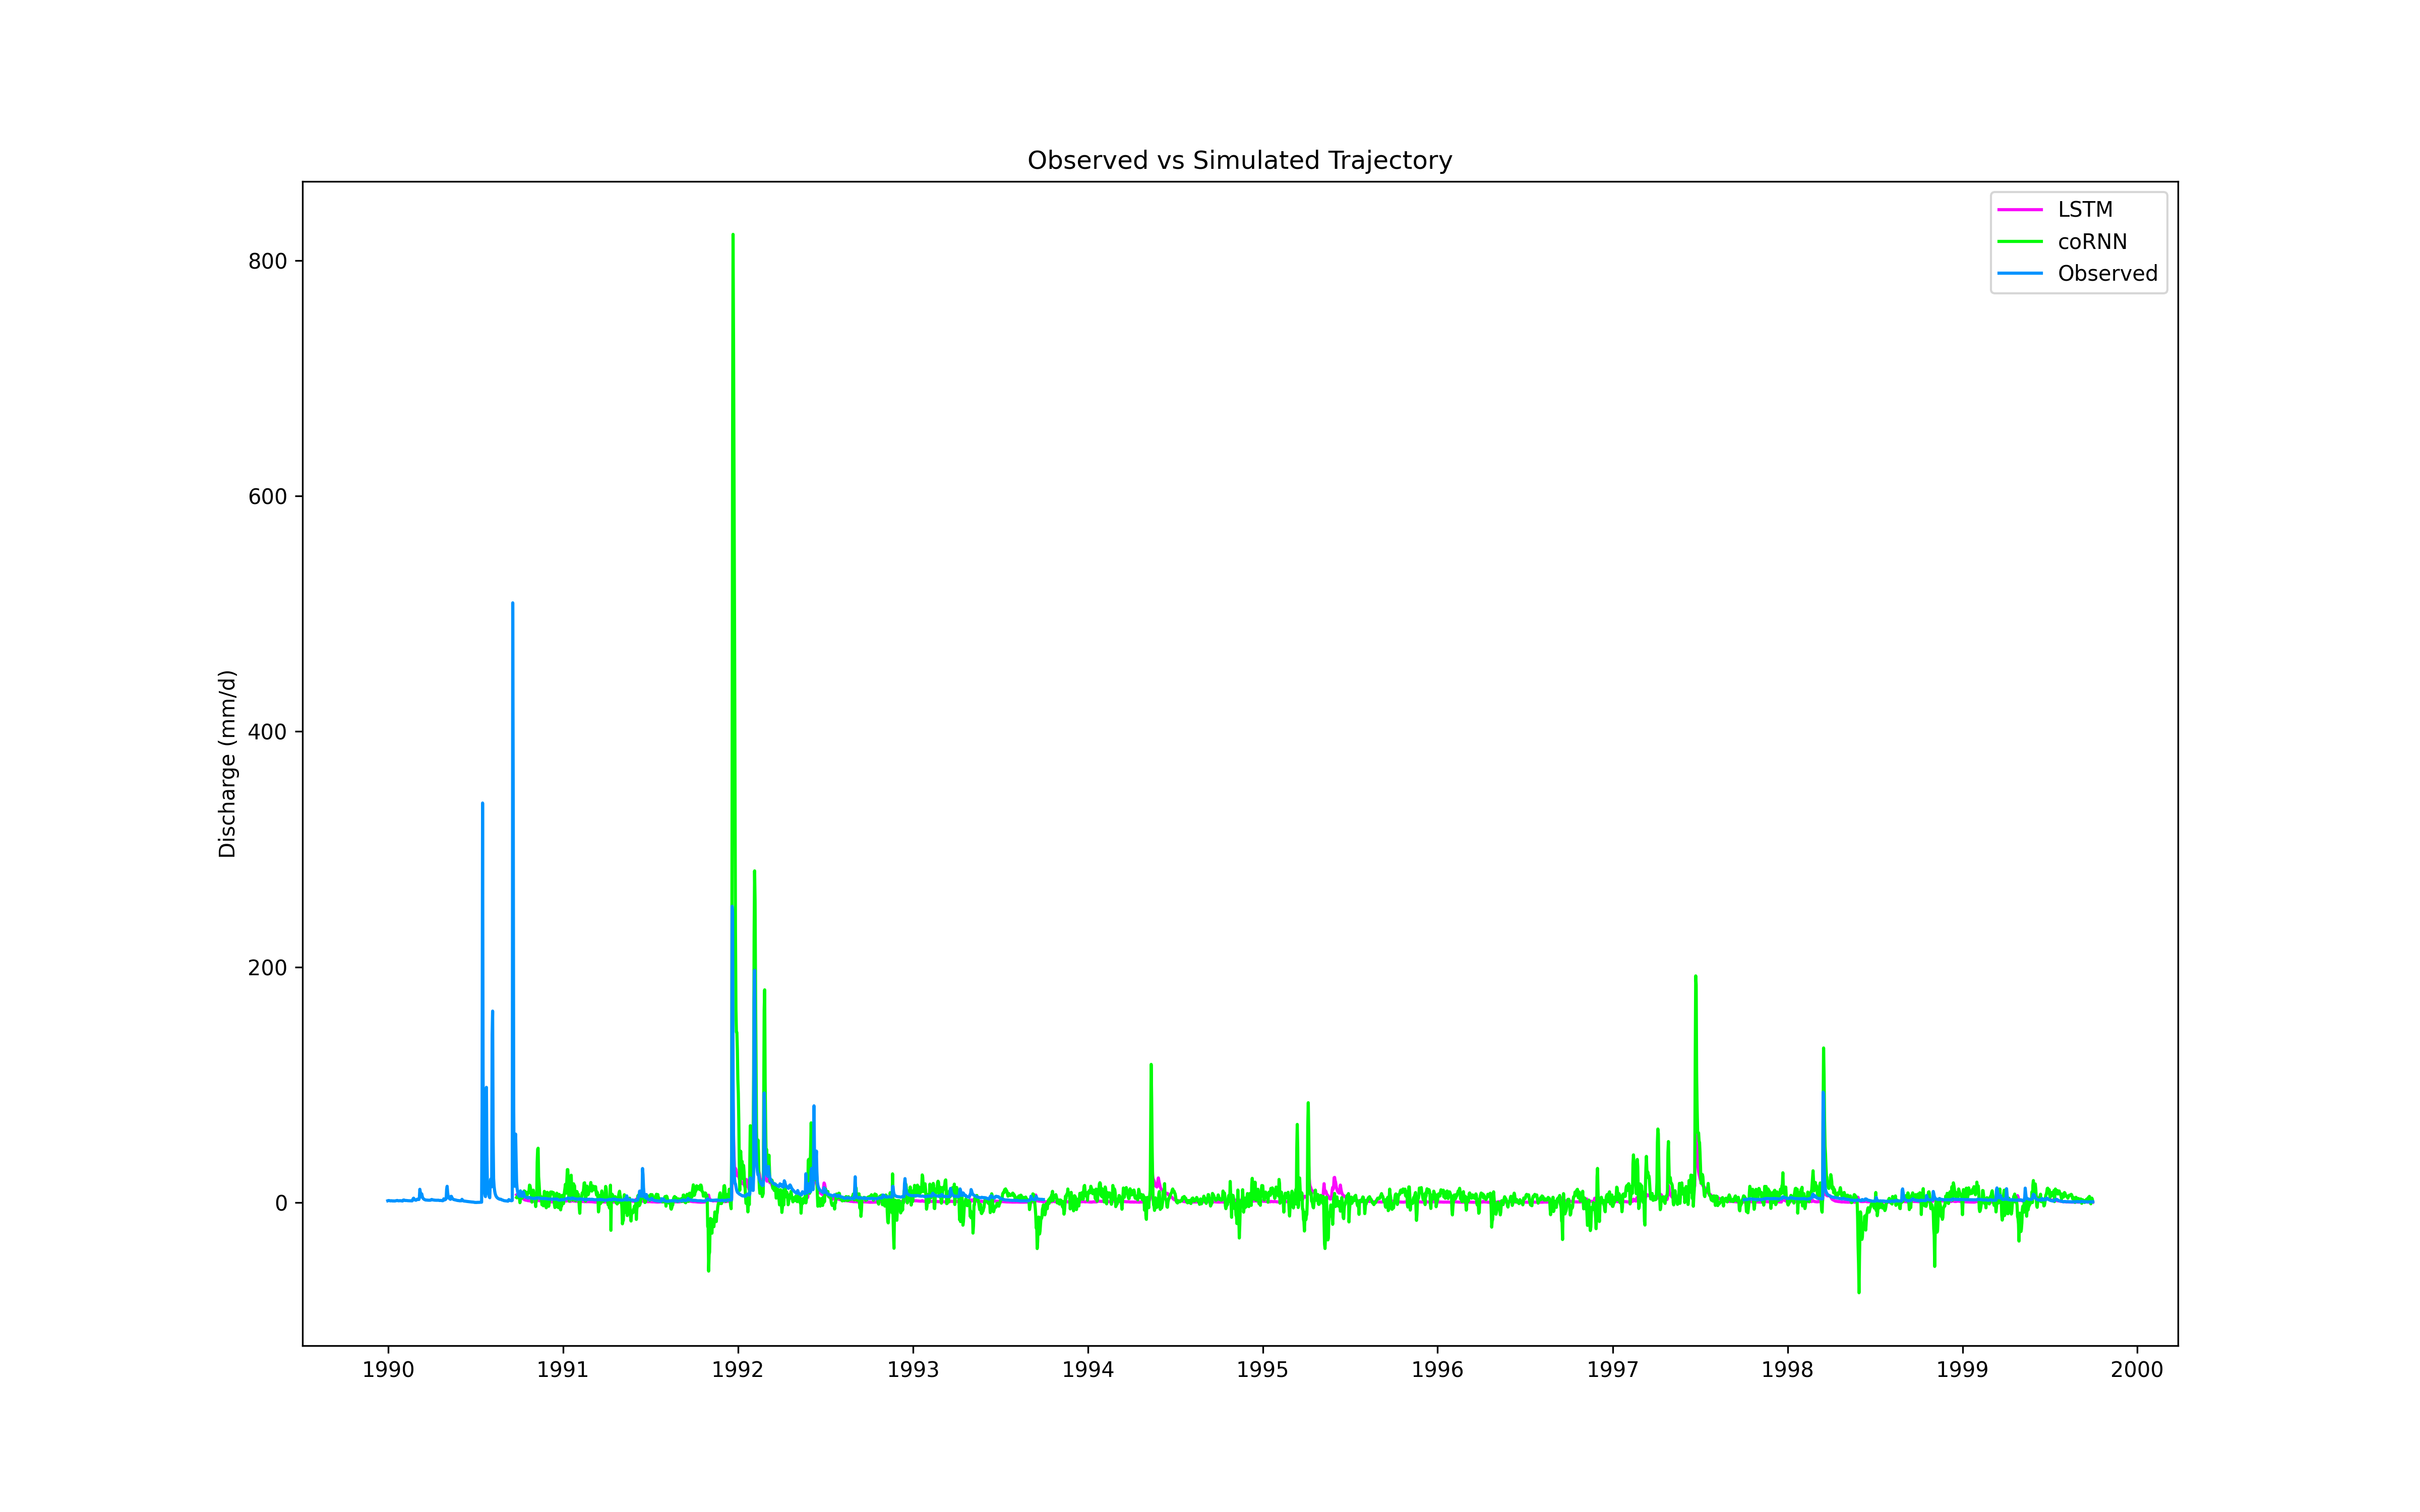 Observed vs Simulated Trajectory
LSTM
coRNN
Observed
Discharge (mm/d)
800
600
400
200
0
1990 1991 1992 1993 1994 1995 1996 1997 1998 1999 2000